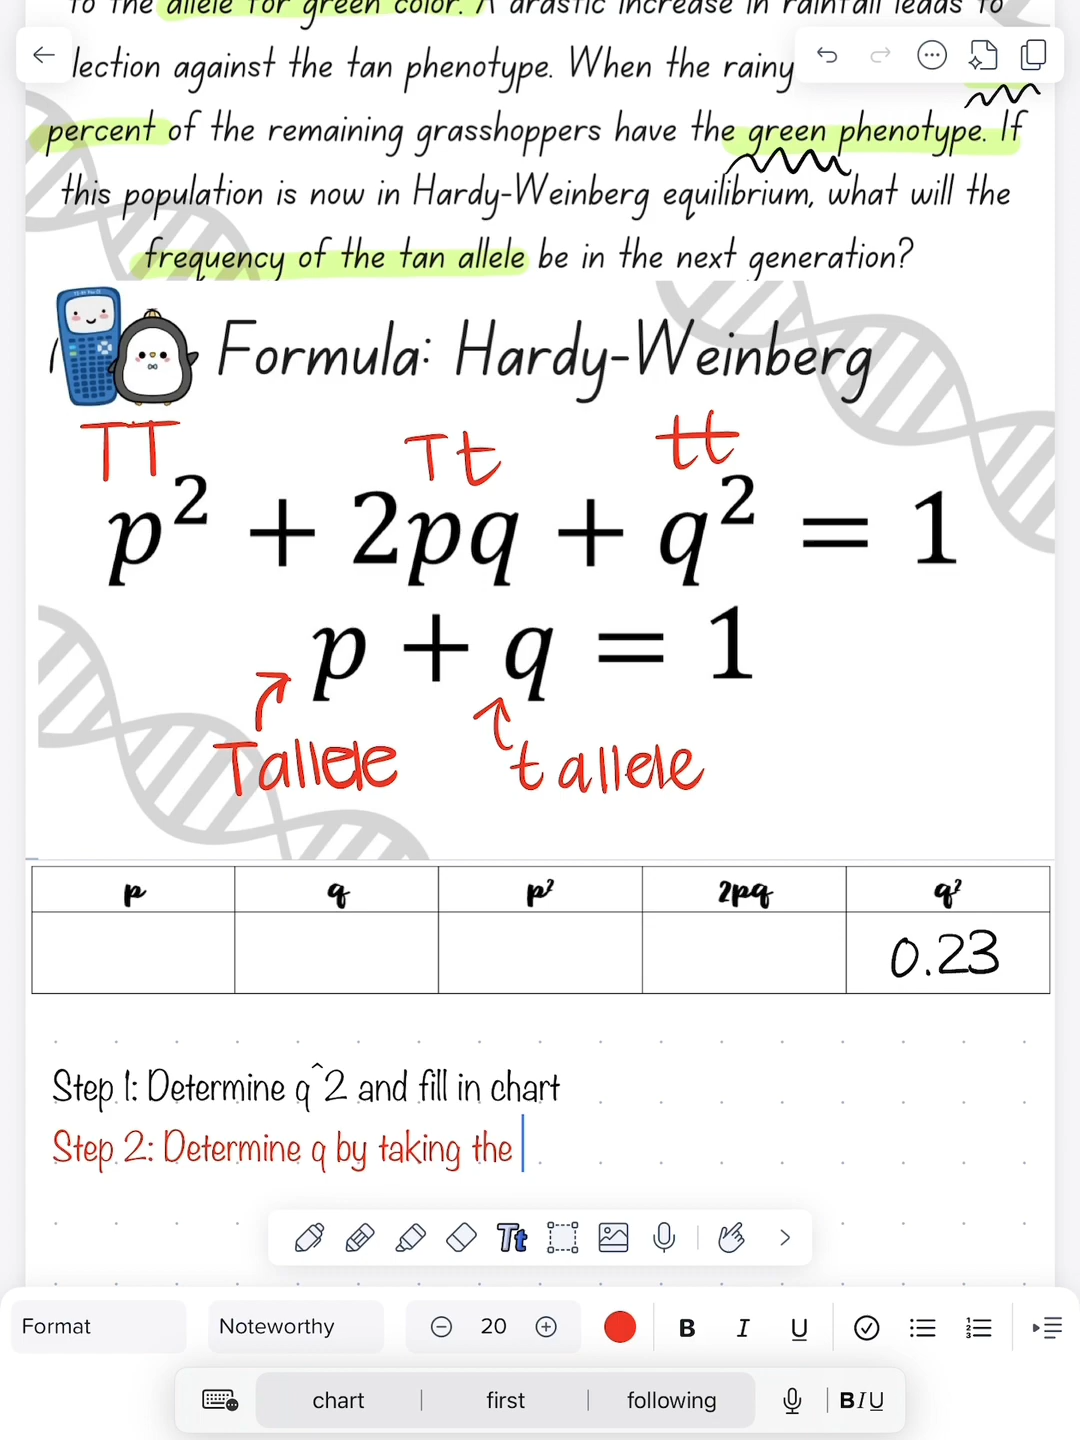 to the allele for green color. A drastic increase in rainfall leads to
lection against the tan phenotype. When the rainy
percent of the remaining grasshoppers have the green phenotype. If
this population is now in Hardy-Weinberg equilibrium, what will the
frequency of the tan allele be in the next generation?
Formula: Hardy-Weinberg
TT Tt tt
p² + 2pq + q² = 1
p + q = 1
T allele t allele
p q p² 2pq q²
0.23
Step 1: Determine q^2 and fill in chart
Step 2: Determine q by taking the
Tt
Format Noteworthy 20 B I U
chart first following BIU